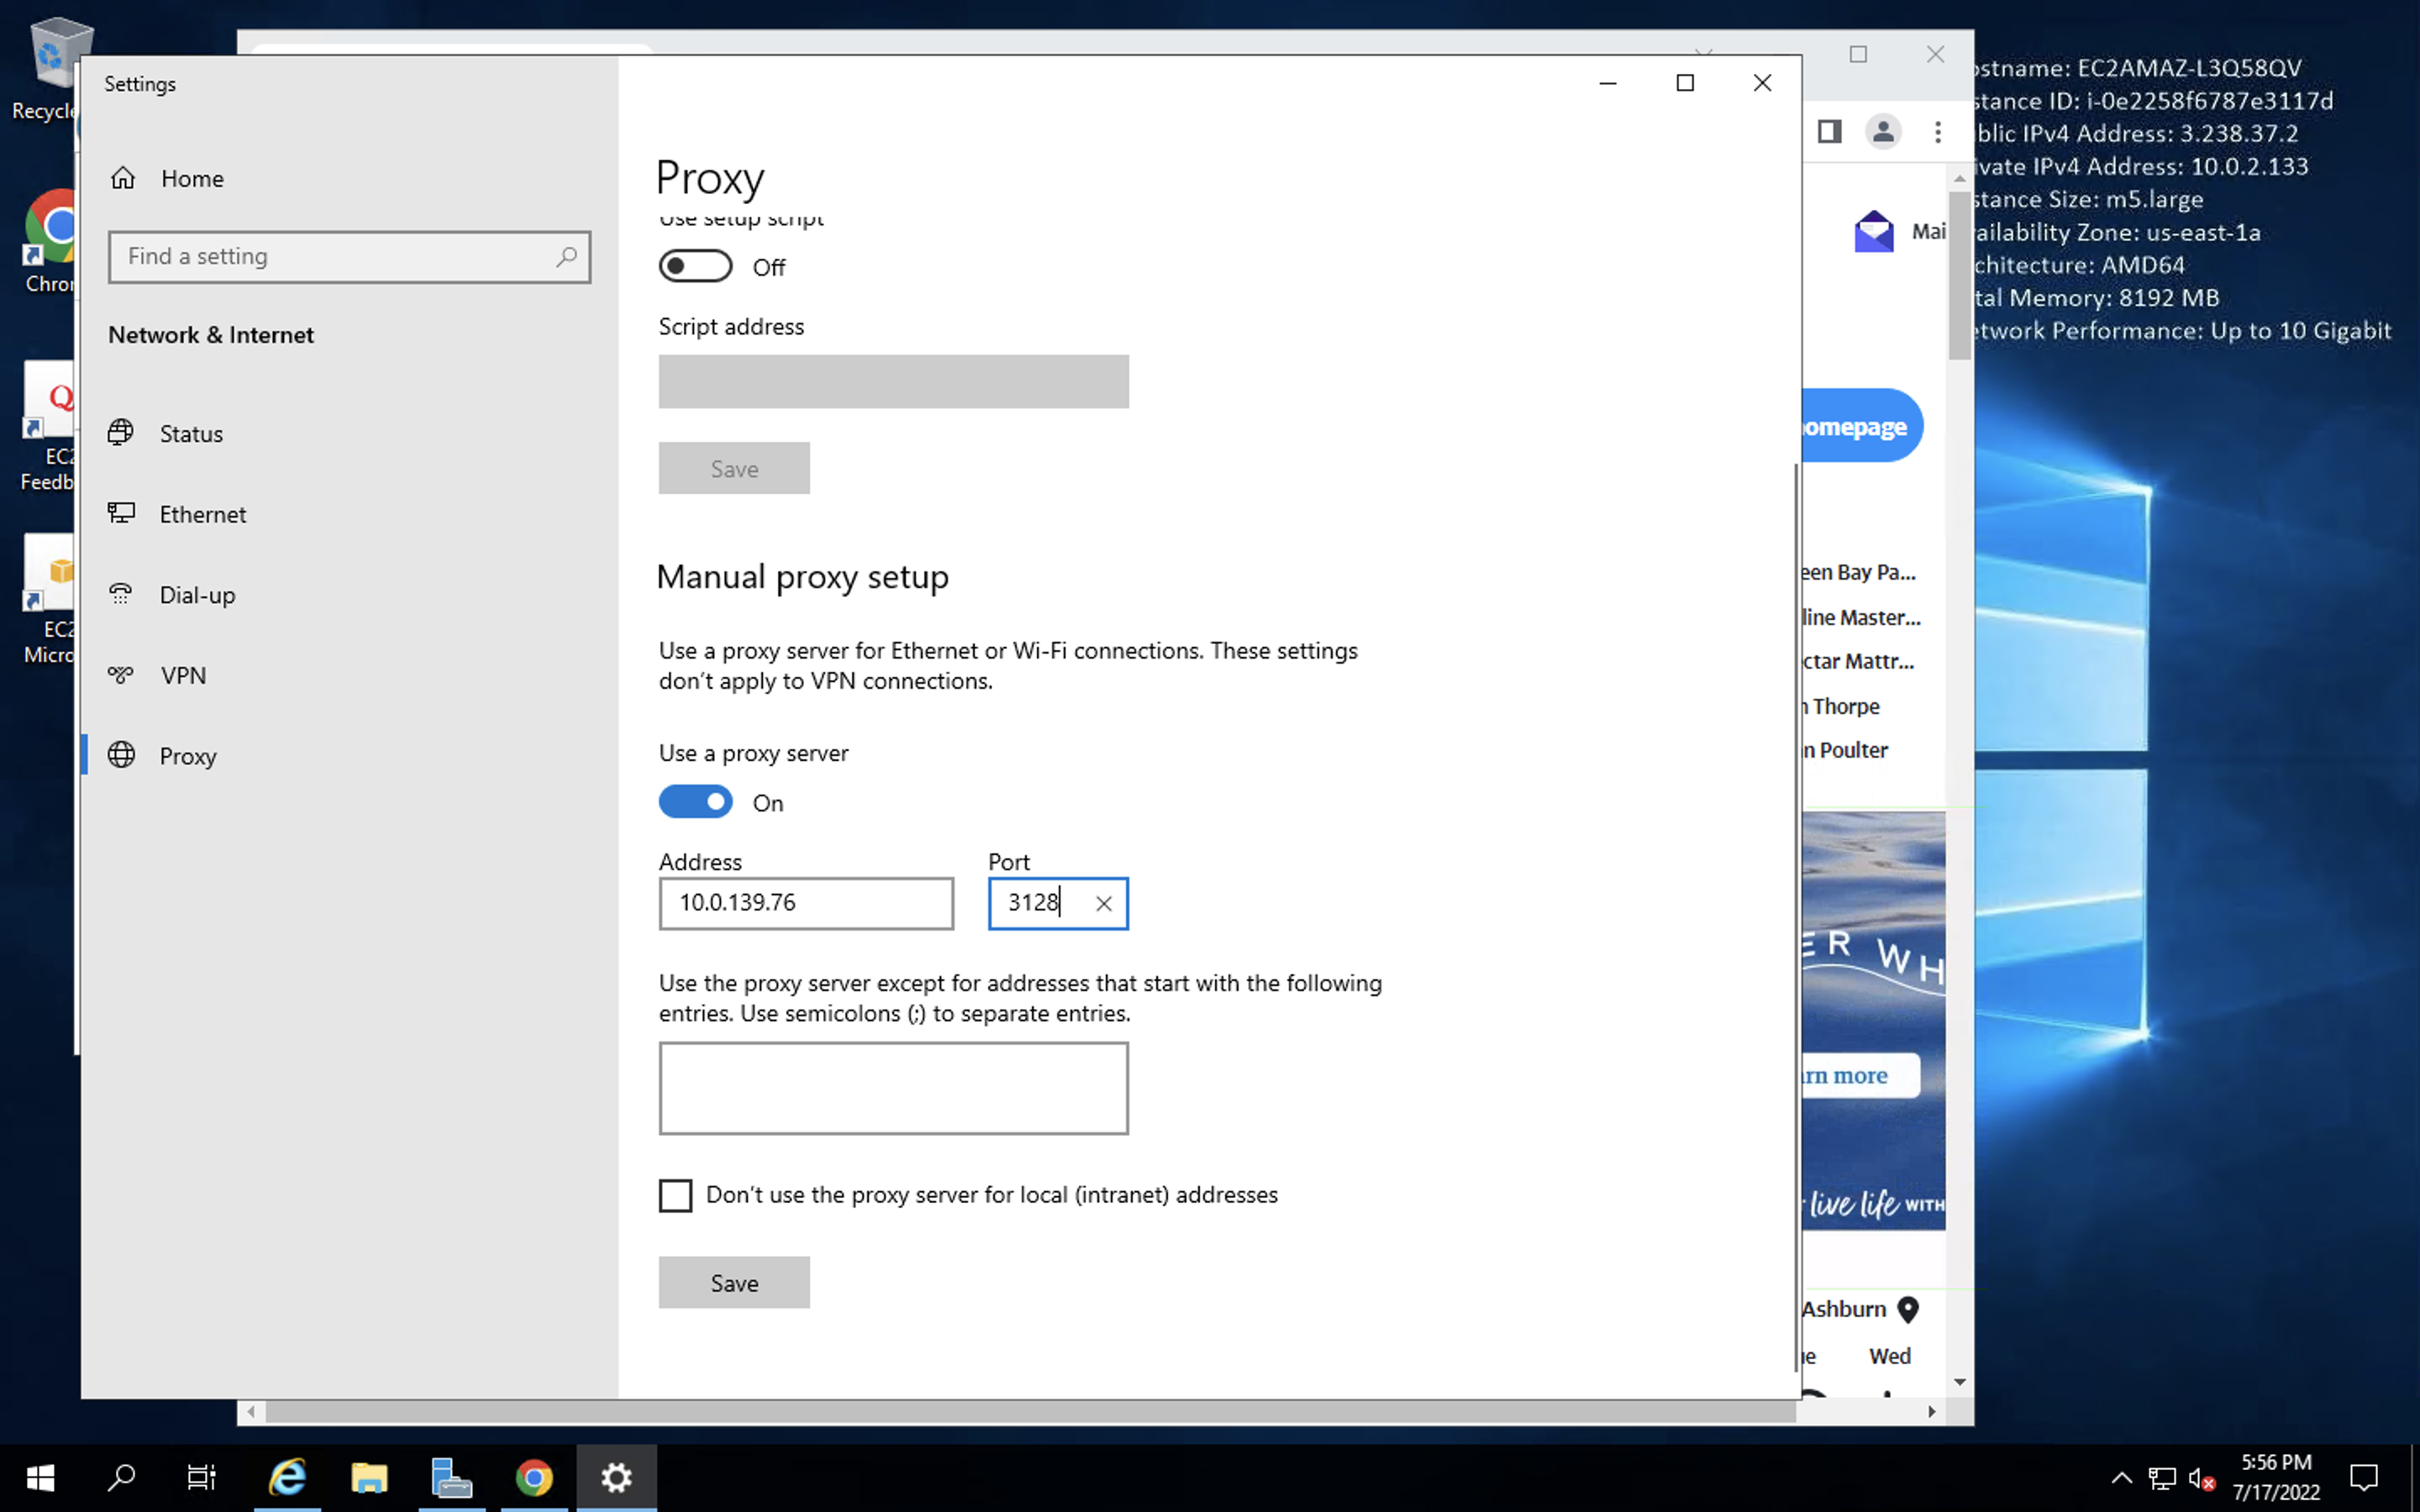 Settings
Home
Find a setting
Network & Internet
Status
Ethernet
Dial-up
VPN
Proxy
Proxy
Use setup script
Off
Script address
Save
Manual proxy setup
Use a proxy server for Ethernet or Wi-Fi connections. These settings
don't apply to VPN connections.
Use a proxy server
On
Address
Port
10.0.139.76
3128
Use the proxy server except for addresses that start with the following
entries. Use semicolons (;) to separate entries.
Don't use the proxy server for local (intranet) addresses
Save
Recycle
Chrom
EC2
Feedb
EC2
Micro
ostname: EC2AMAZ-L3Q58QV
stance ID: i-0e2258f6787e3117d
blic IPv4 Address: 3.238.37.2
ivate IPv4 Address: 10.0.2.133
stance Size: m5.large
ailability Zone: us-east-1a
chitecture: AMD64
tal Memory: 8192 MB
etwork Performance: Up to 10 Gigabit
Mai
omepage
een Bay Pa...
line Master...
ctar Mattr...
n Thorpe
n Poulter
ER WH
rn more
live life WITH
Ashburn
ue Wed
5:56 PM
7/17/2022